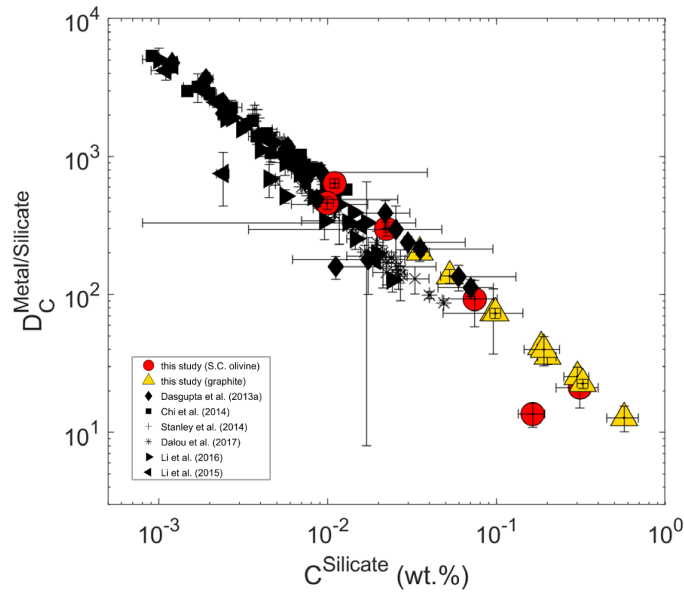 10^4
10^3
10^2
10^1
D_C^Metal/Silicate
this study (S.C. olivine)
this study (graphite)
Dasgupta et al. (2013a)
Chi et al. (2014)
Stanley et al. (2014)
Dalou et al. (2017)
Li et al. (2016)
Li et al. (2015)
10^-3 10^-2 10^-1 10^0
C^Silicate (wt.%)